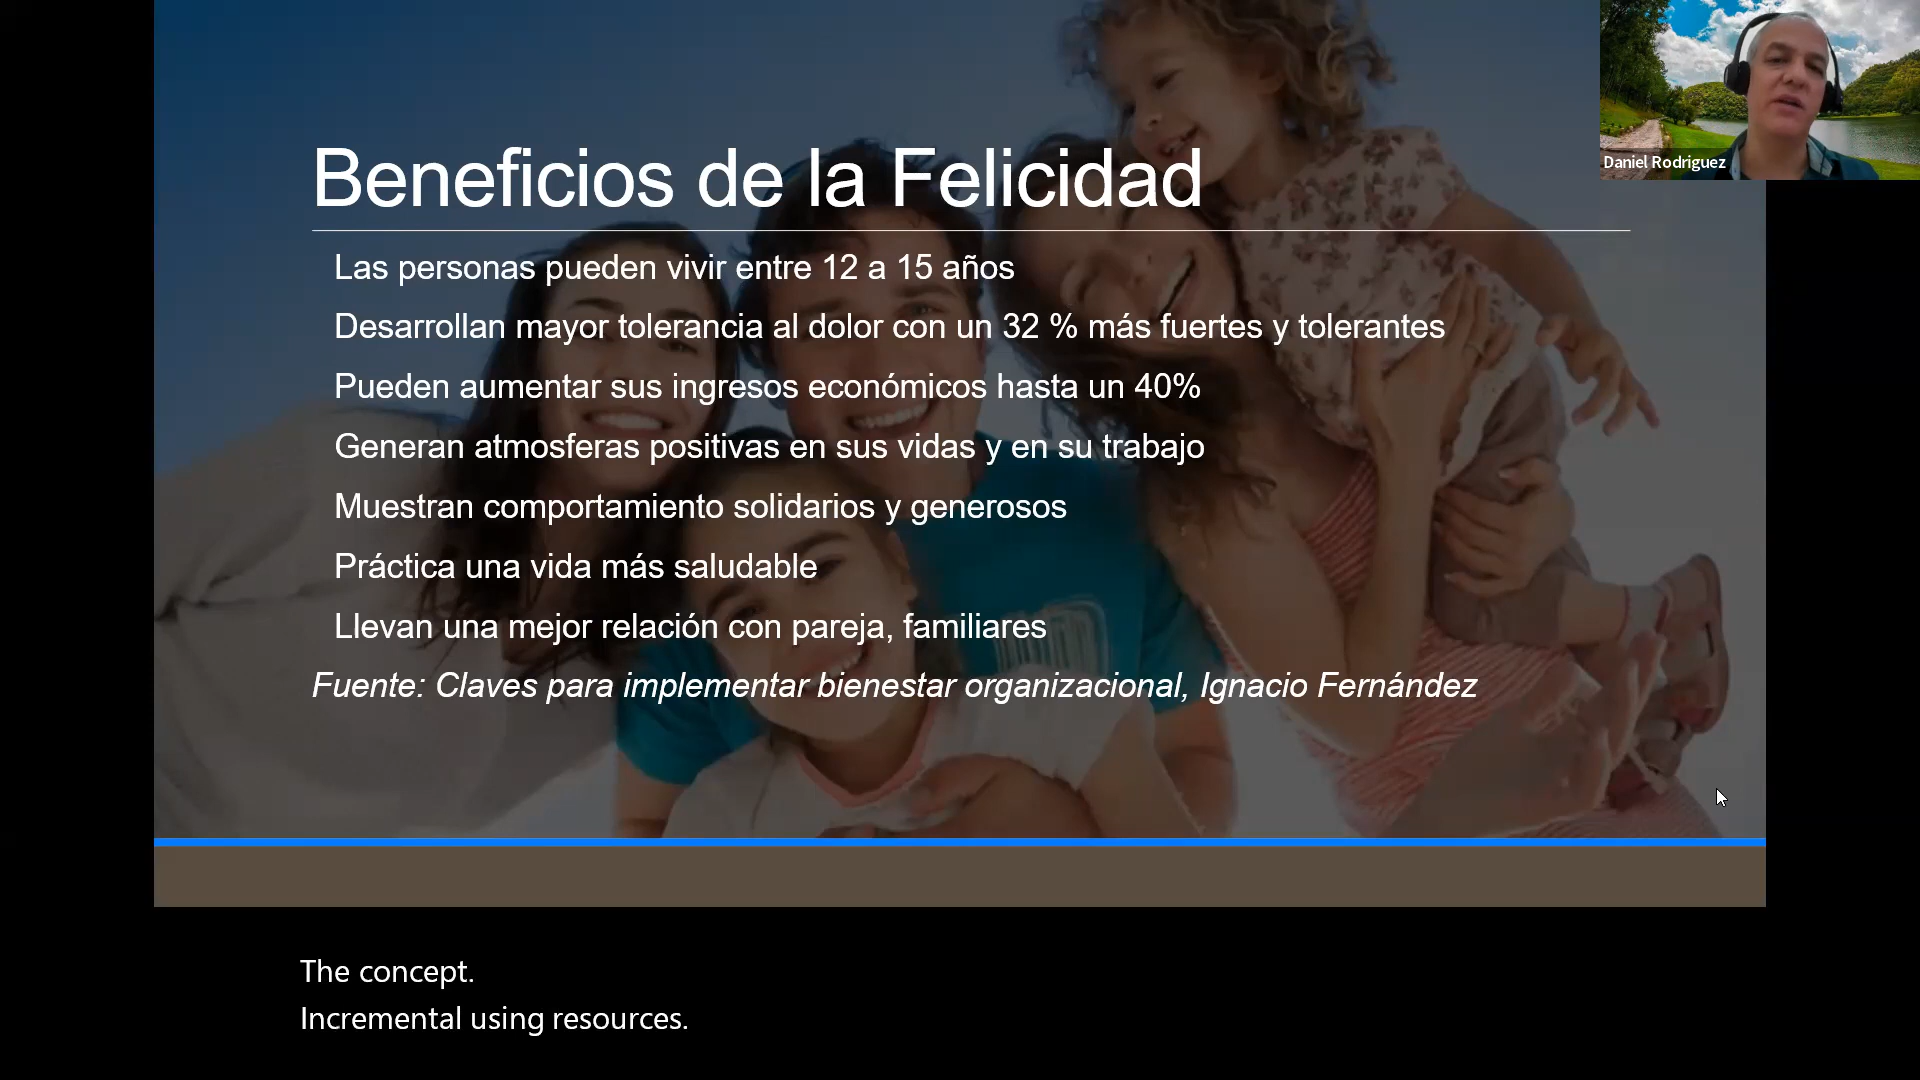 Beneficios de la Felicidad
Las personas pueden vivir entre 12 a 15 años
Desarrollan mayor tolerancia al dolor con un 32 % más fuertes y tolerantes
Pueden aumentar sus ingresos económicos hasta un 40%
Generan atmosferas positivas en sus vidas y en su trabajo
Muestran comportamiento solidarios y generosos
Práctica una vida más saludable
Llevan una mejor relación con pareja, familiares
Fuente: Claves para implementar bienestar organizacional, Ignacio Fernández
Daniel Rodriguez
The concept.
Incremental using resources.